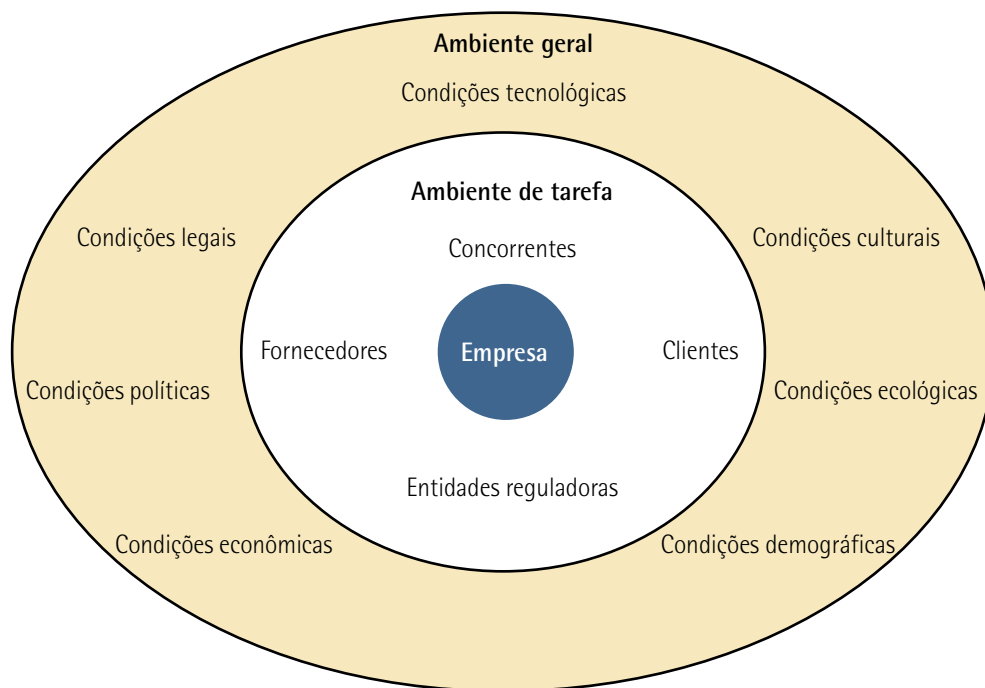 Ambiente geral
Condições tecnológicas
Ambiente de tarefa
Condições legais
Condições culturais
Concorrentes
Fornecedores
Empresa
Clientes
Condições políticas
Condições ecológicas
Entidades reguladoras
Condições econômicas
Condições demográficas